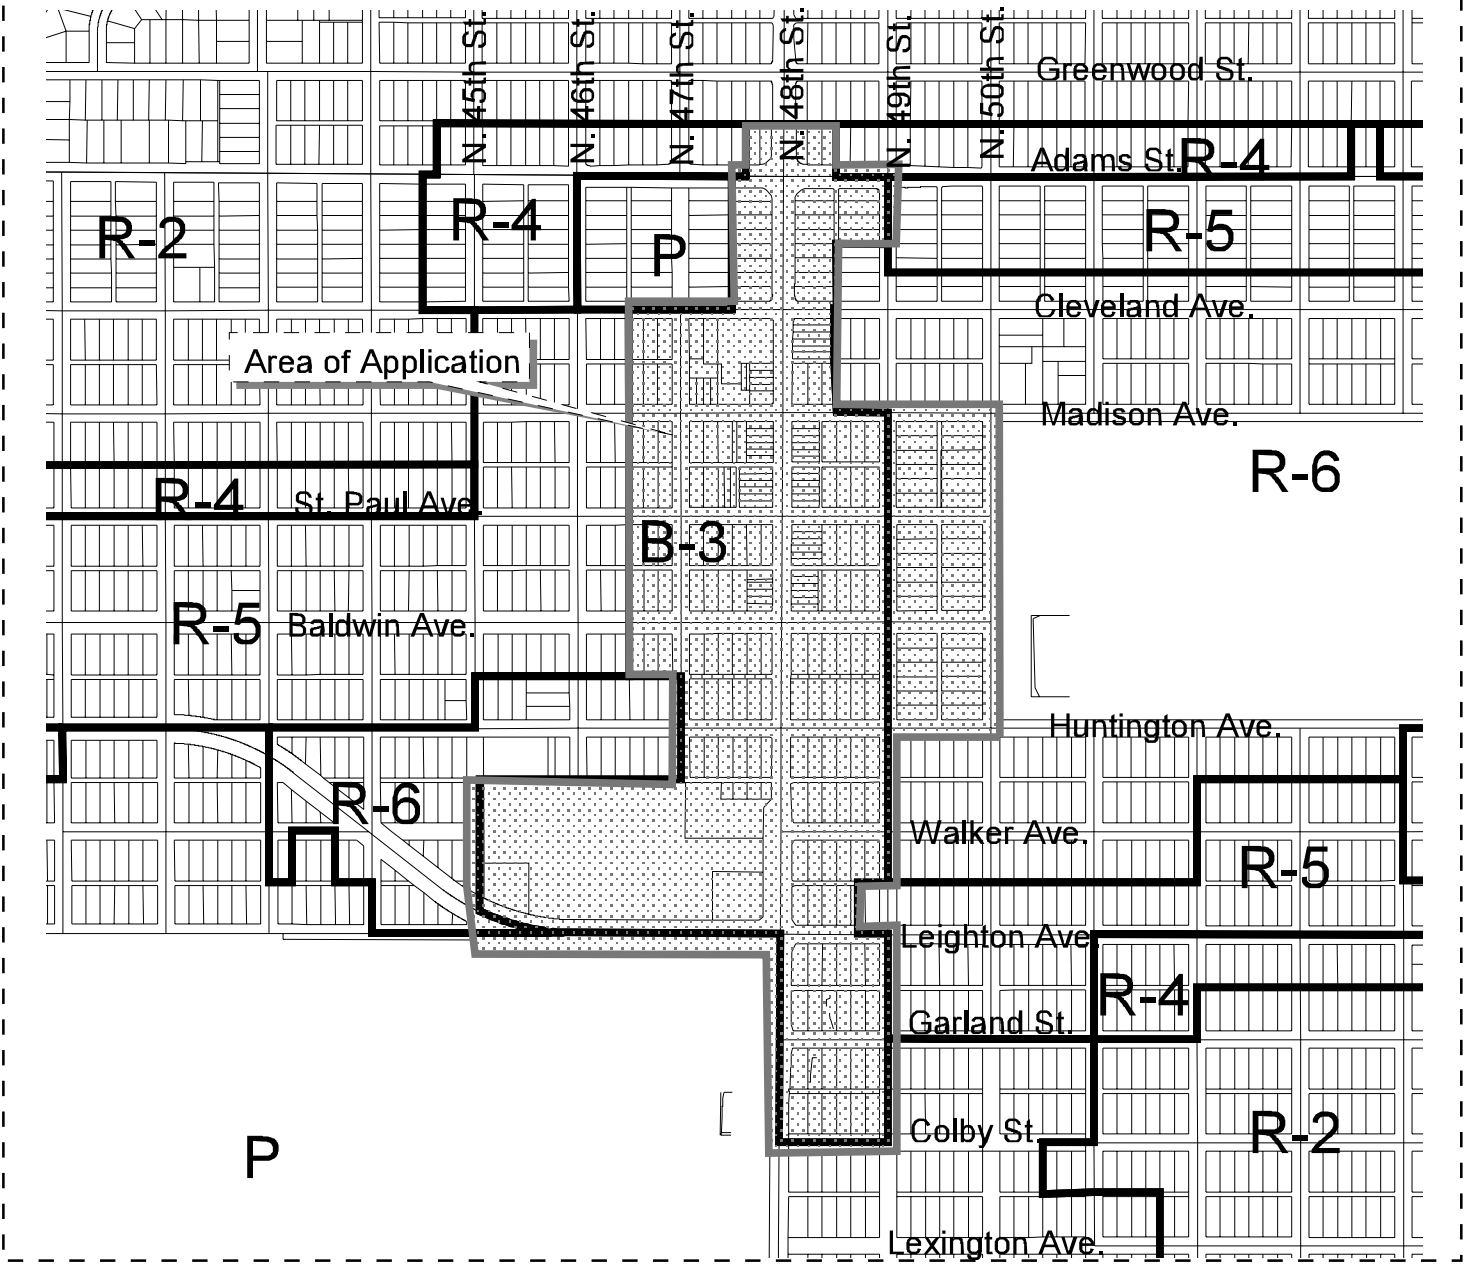 N. 45th St.
N. 46th St.
N. 47th St.
N. 48th St.
N. 49th St.
N. 50th St.
Greenwood St.
Adams St.
R-4
R-2
R-4
P
R-5
Cleveland Ave.
Area of Application
Madison Ave.
R-6
R-4
St. Paul Ave.
B-3
R-5
Baldwin Ave.
Huntington Ave.
R-6
Walker Ave.
R-5
Leighton Ave.
R-4
Garland St.
Colby St.
R-2
P
Lexington Ave.